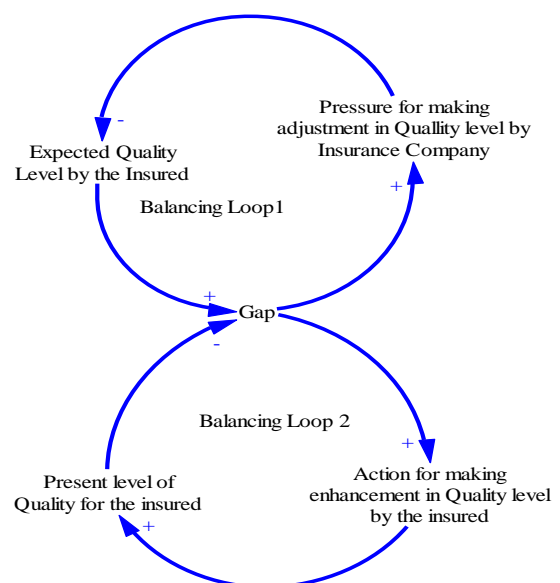 Pressure for making
adjustment in Quallity level by
Insurance Company
-
Expected Quality
Level by the Insured
+
Balancing Loop1
+
Gap
-
Balancing Loop 2
+
Present level of
Quality for the insured
Action for making
enhancement in Quality level
by the insured
+